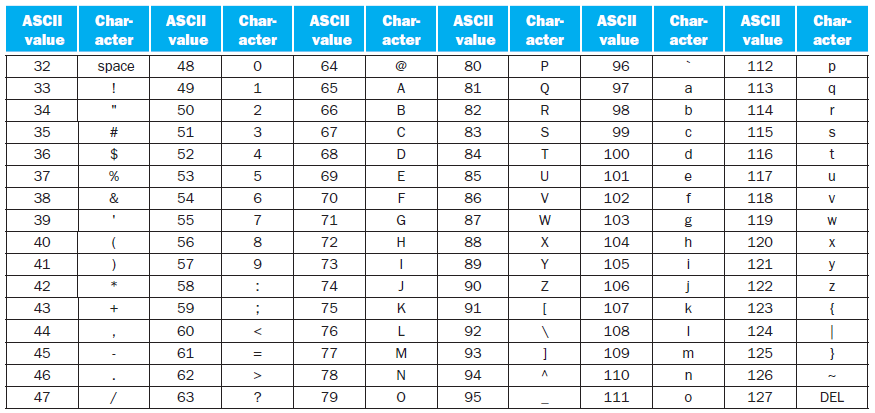 ASCII Char- ASCII Char- ASCII Char- ASCII Char- ASCII Char- ASCII Char-
value acter value acter value acter value acter value acter value acter
32 space 48 0 64 @ 80 P 96 ` 112 p
33 ! 49 1 65 A 81 Q 97 a 113 q
34 " 50 2 66 B 82 R 98 b 114 r
35 # 51 3 67 C 83 S 99 c 115 s
36 $ 52 4 68 D 84 T 100 d 116 t
37 % 53 5 69 E 85 U 101 e 117 u
38 & 54 6 70 F 86 V 102 f 118 v
39 ' 55 7 71 G 87 W 103 g 119 w
40 ( 56 8 72 H 88 X 104 h 120 x
41 ) 57 9 73 I 89 Y 105 i 121 y
42 * 58 : 74 J 90 Z 106 j 122 z
43 + 59 ; 75 K 91 [ 107 k 123 {
44 , 60 < 76 L 92 \ 108 l 124 |
45 - 61 = 77 M 93 ] 109 m 125 }
46 . 62 > 78 N 94 ^ 110 n 126 ~
47 / 63 ? 79 O 95 _ 111 o 127 DEL